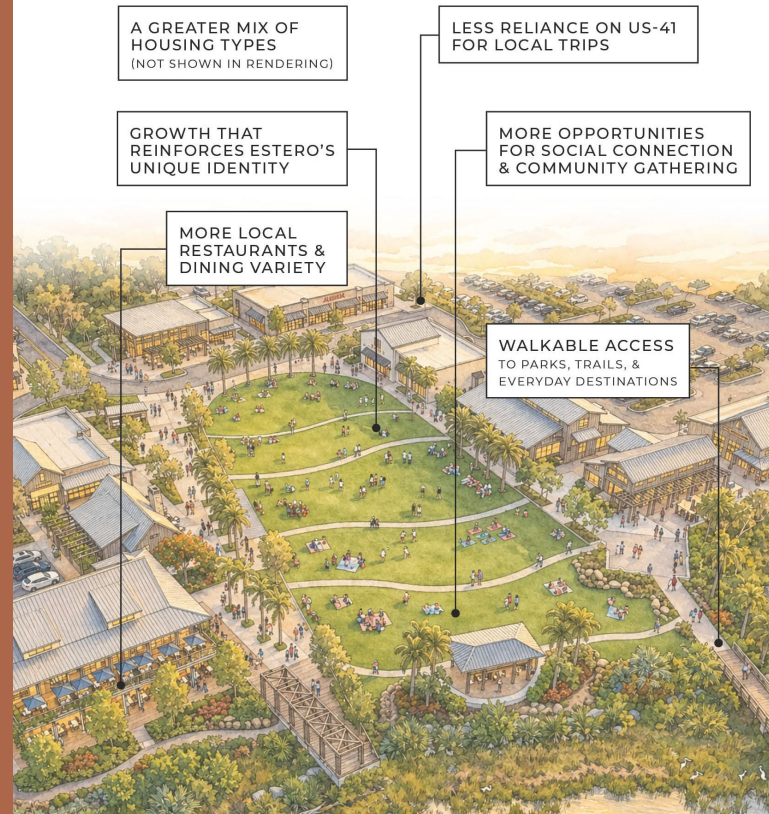 A GREATER MIX OF
HOUSING TYPES
(NOT SHOWN IN RENDERING)
LESS RELIANCE ON US-41
FOR LOCAL TRIPS
GROWTH THAT
REINFORCES ESTERO'S
UNIQUE IDENTITY
MORE OPPORTUNITIES
FOR SOCIAL CONNECTION
& COMMUNITY GATHERING
MORE LOCAL
RESTAURANTS &
DINING VARIETY
WALKABLE ACCESS
TO PARKS, TRAILS, &
EVERYDAY DESTINATIONS